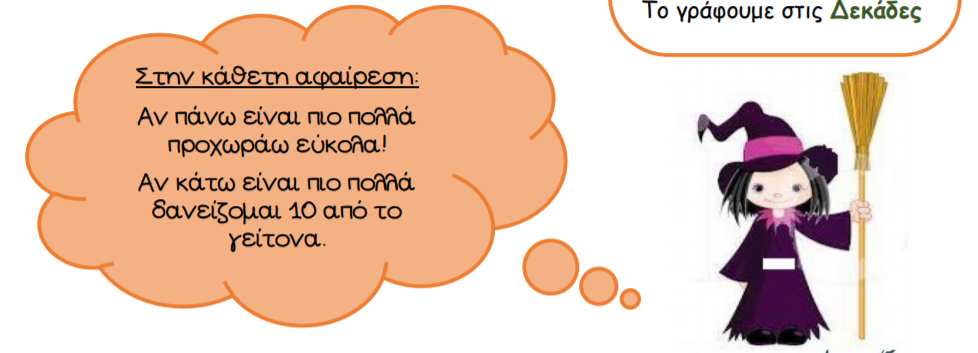 Το γράφουμε στις Δεκάδες
Στην κάθετη αφαίρεση:
Αν πάνω είναι πιο πολλά
προχωράω εύκολα!
Αν κάτω είναι πιο πολλά
δανείζομαι 10 από το
γείτονα.